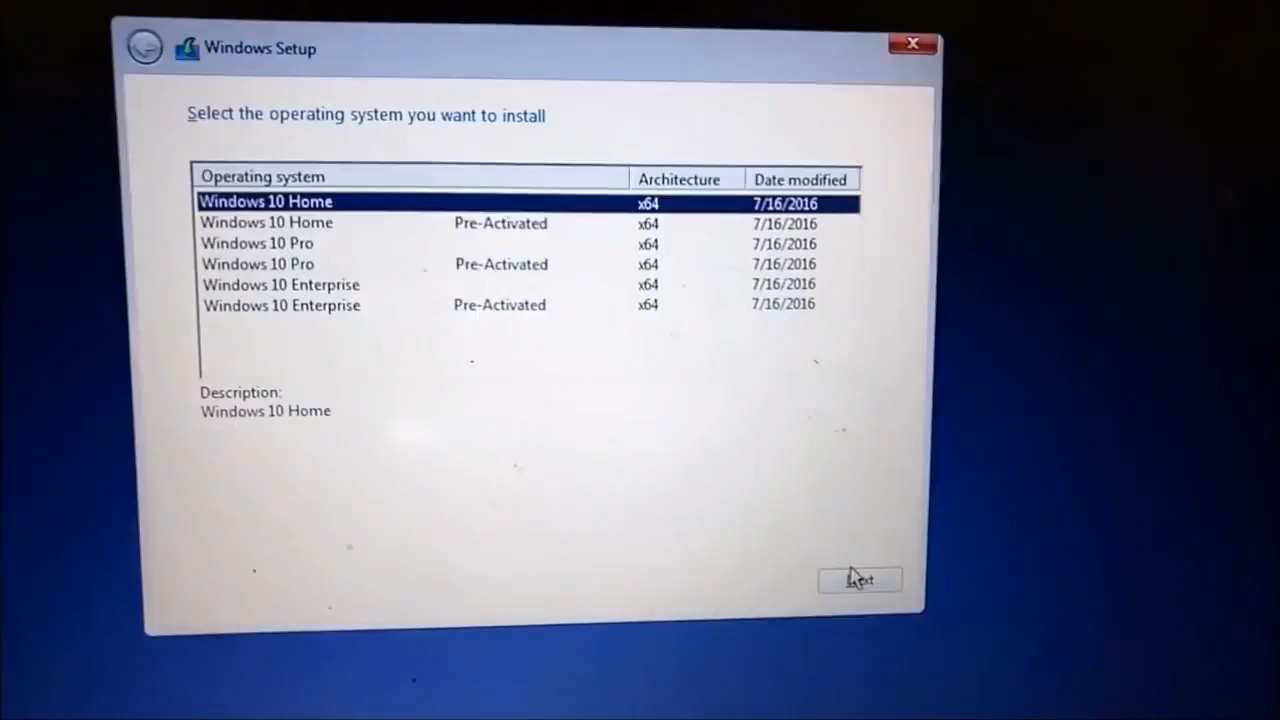 Windows Setup
Select the operating system you want to install
Operating system Architecture Date modified
Windows 10 Home x64 7/16/2016
Windows 10 Home Pre-Activated x64 7/16/2016
Windows 10 Pro x64 7/16/2016
Windows 10 Pro Pre-Activated x64 7/16/2016
Windows 10 Enterprise x64 7/16/2016
Windows 10 Enterprise Pre-Activated x64 7/16/2016
Description:
Windows 10 Home
Next